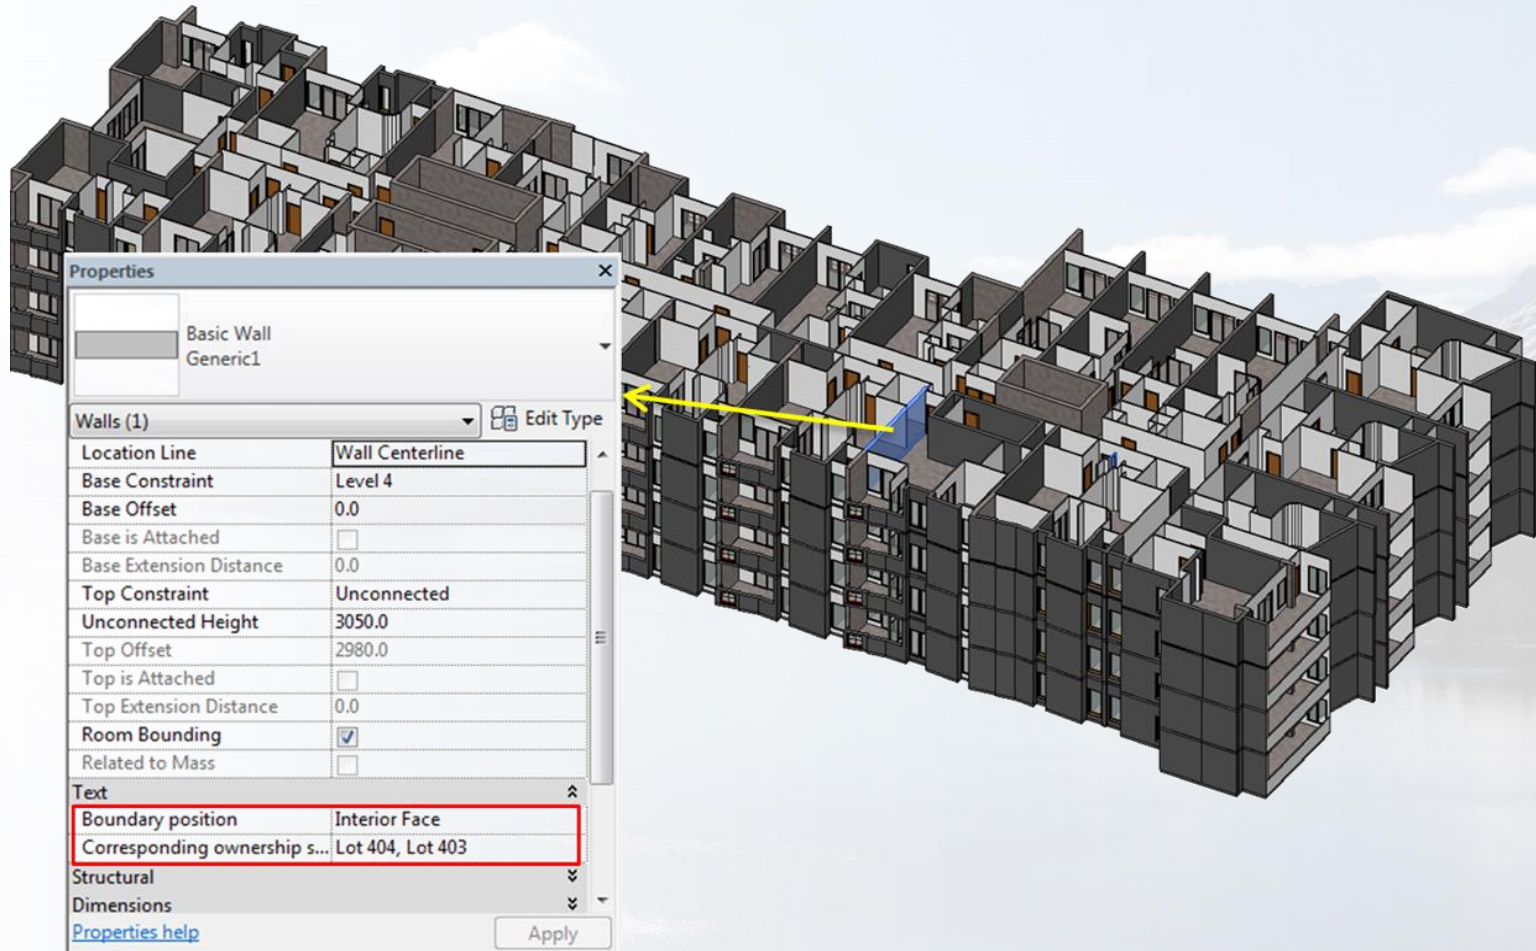 Properties
Basic Wall
Generic1
Walls (1) Edit Type
Location Line Wall Centerline
Base Constraint Level 4
Base Offset 0.0
Base is Attached
Base Extension Distance 0.0
Top Constraint Unconnected
Unconnected Height 3050.0
Top Offset 2980.0
Top is Attached
Top Extension Distance 0.0
Room Bounding
Related to Mass
Text
Boundary position Interior Face
Corresponding ownership s... Lot 404, Lot 403
Structural
Dimensions
Properties help Apply